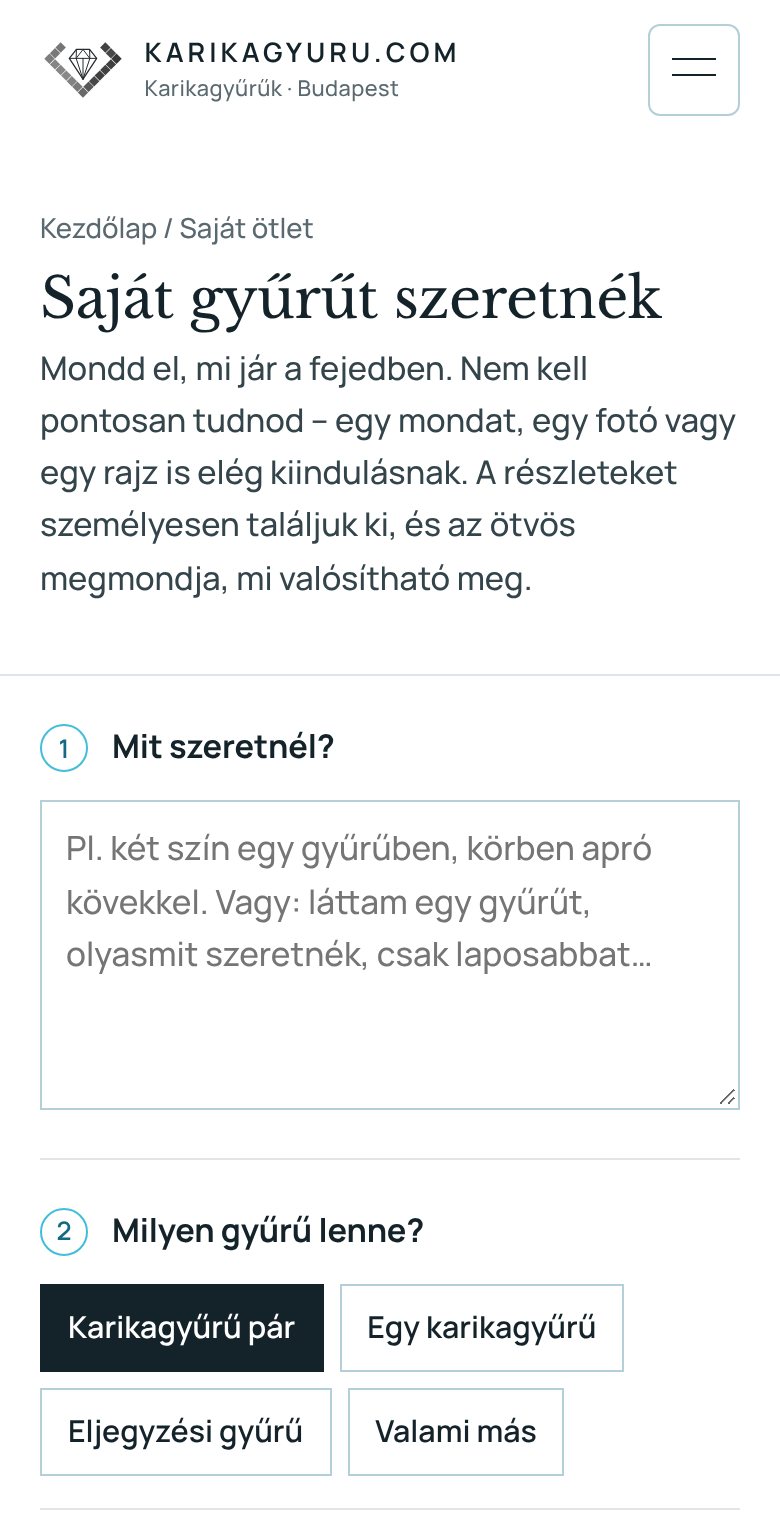 KARIKAGYURU.COM
Karikagyűrűk · Budapest
Kezdőlap / Saját ötlet
Saját gyűrűt szeretnék
Mondd el, mi jár a fejedben. Nem kell
pontosan tudnod – egy mondat, egy fotó vagy
egy rajz is elég kiindulásnak. A részleteket
személyesen találjuk ki, és az ötvös
megmondja, mi valósítható meg.
1 Mit szeretnél?
Pl. két szín egy gyűrűben, körben apró
kövekkel. Vagy: láttam egy gyűrűt,
olyasmit szeretnék, csak laposabbat…
2 Milyen gyűrű lenne?
Karikagyűrű pár
Egy karikagyűrű
Eljegyzési gyűrű
Valami más